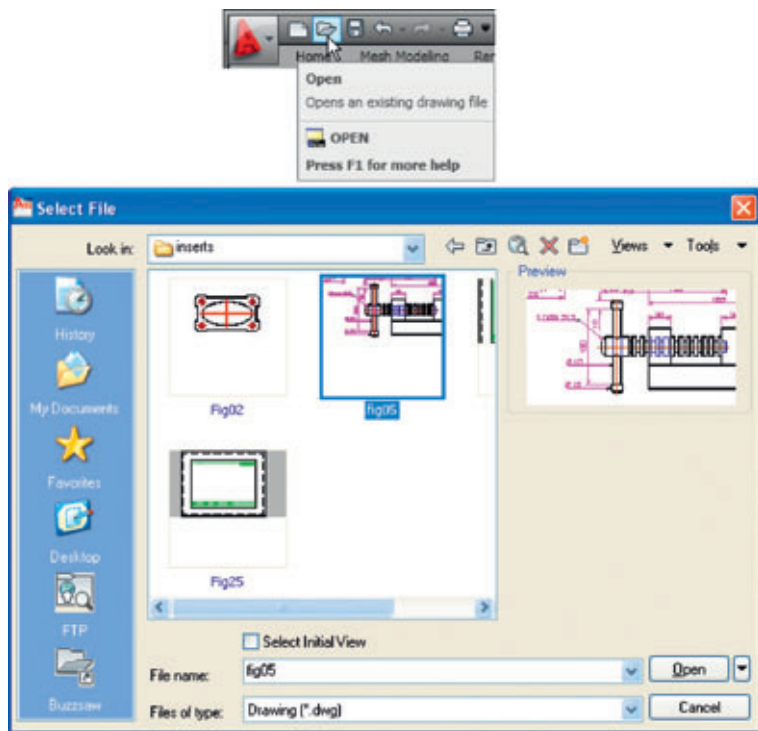 Home Mesh Modeling Rer
Open
Opens an existing drawing file
OPEN
Press F1 for more help
Select File
Look in: inserts Views Tools
Preview
History
My Documents
Favorites
Desktop
FTP
Buzzsaw
Fig02 fig05
Fig25
Select Initial View
File name: fig05 Open
Files of type: Drawing (*.dwg) Cancel